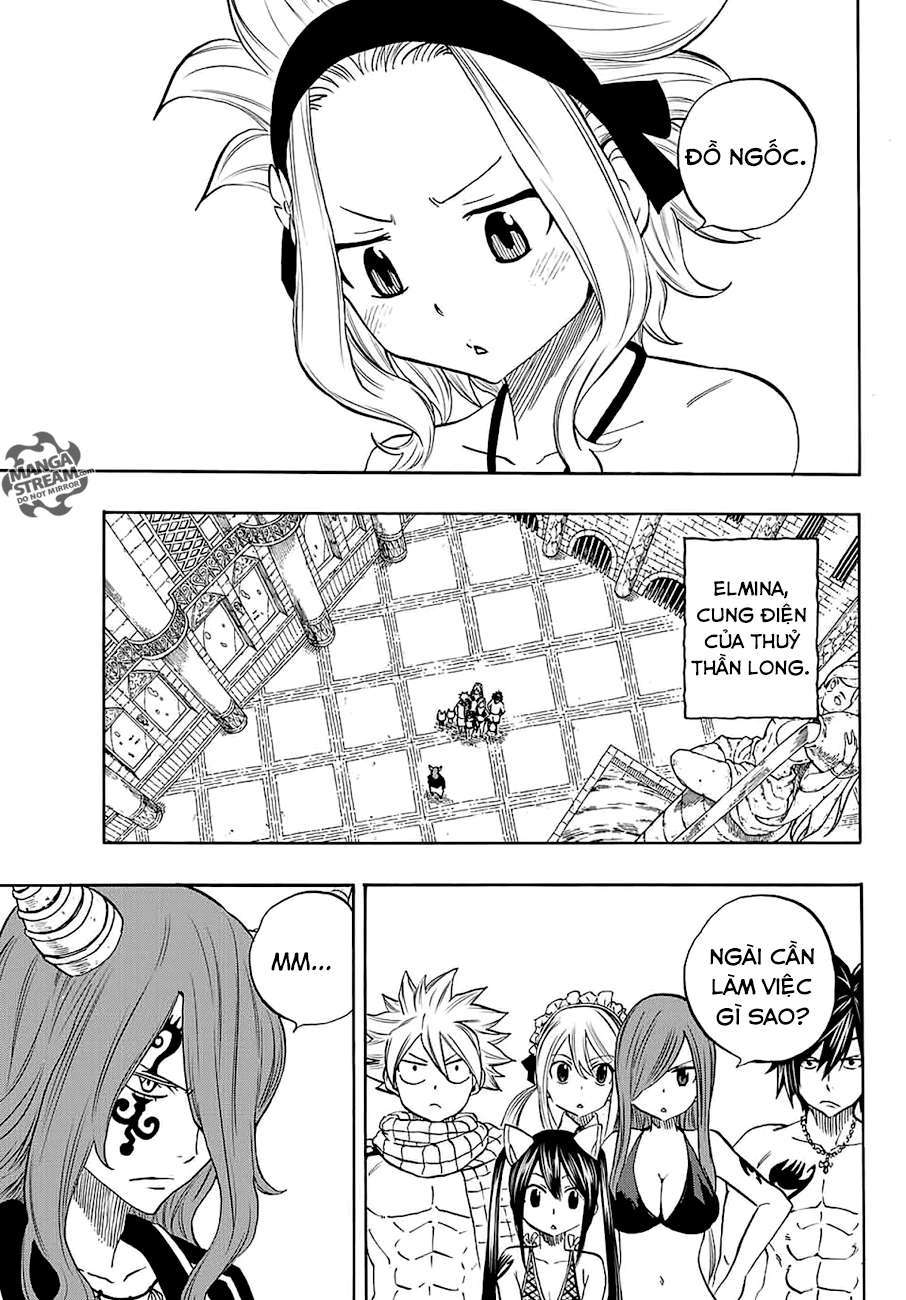 ĐỒ NGỐC.
MANGA
STREAM.com
DO NOT MIRROR
ELMINA,
CUNG ĐIỆN
CỦA THUỶ
THẦN LONG.
NGÀI CẦN
LÀM VIỆC
GÌ SAO?
MM...